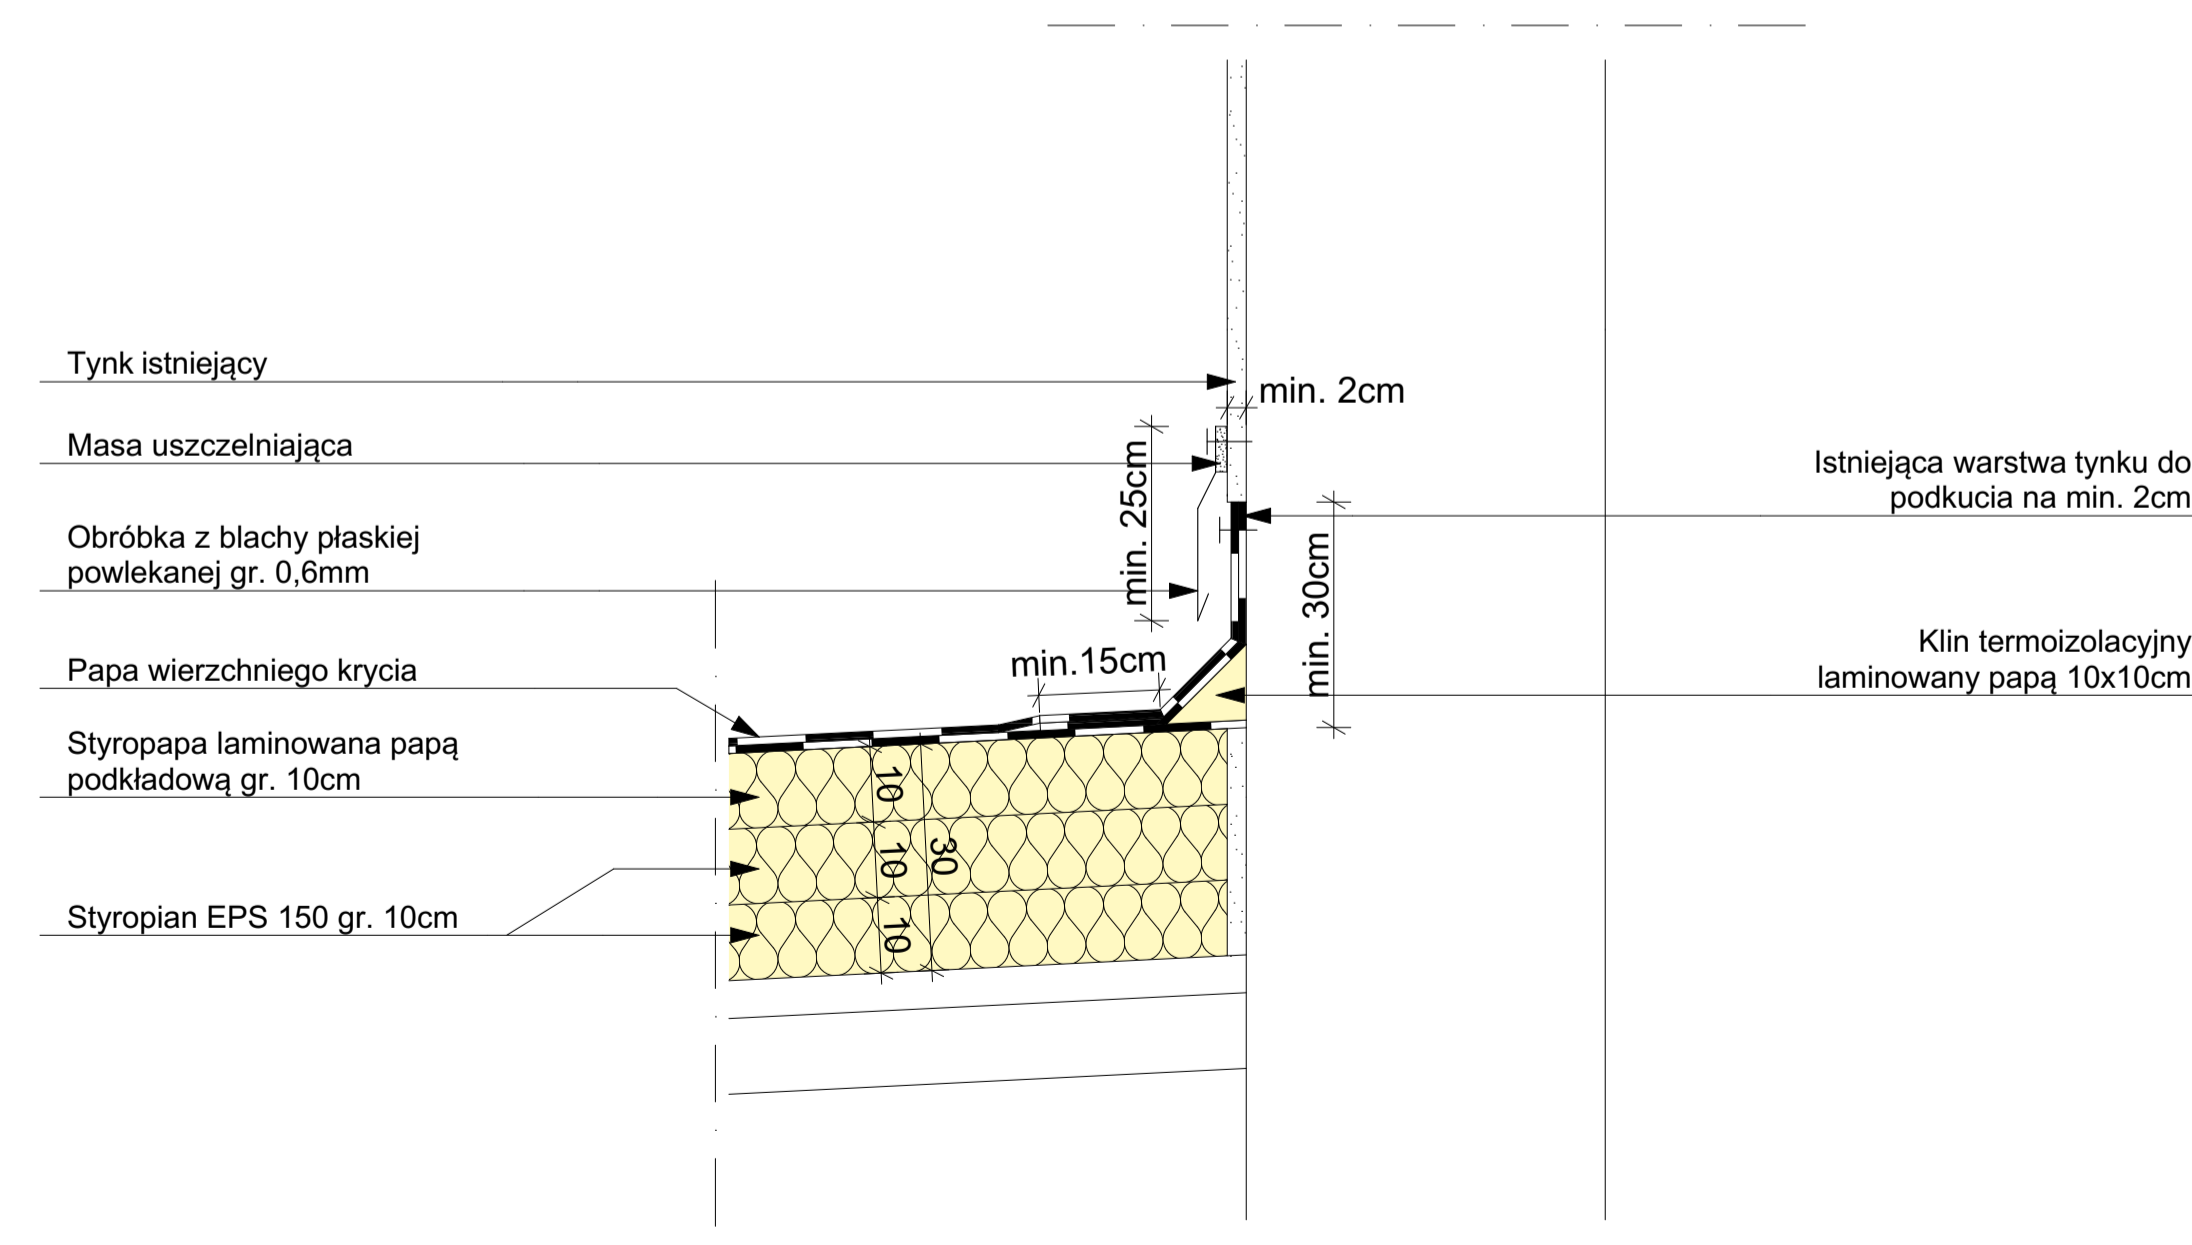 Tynk istniejący
min. 2cm
Masa uszczelniająca
min. 25cm
Istniejąca warstwa tynku do
podkucia na min. 2cm
Obróbka z blachy płaskiej
powlekanej gr. 0,6mm
min. 30cm
Papa wierzchniego krycia
min.15cm
Klin termoizolacyjny
laminowany papą 10x10cm
Styropapa laminowana papą
podkładową gr. 10cm
10
10
30
10
Styropian EPS 150 gr. 10cm